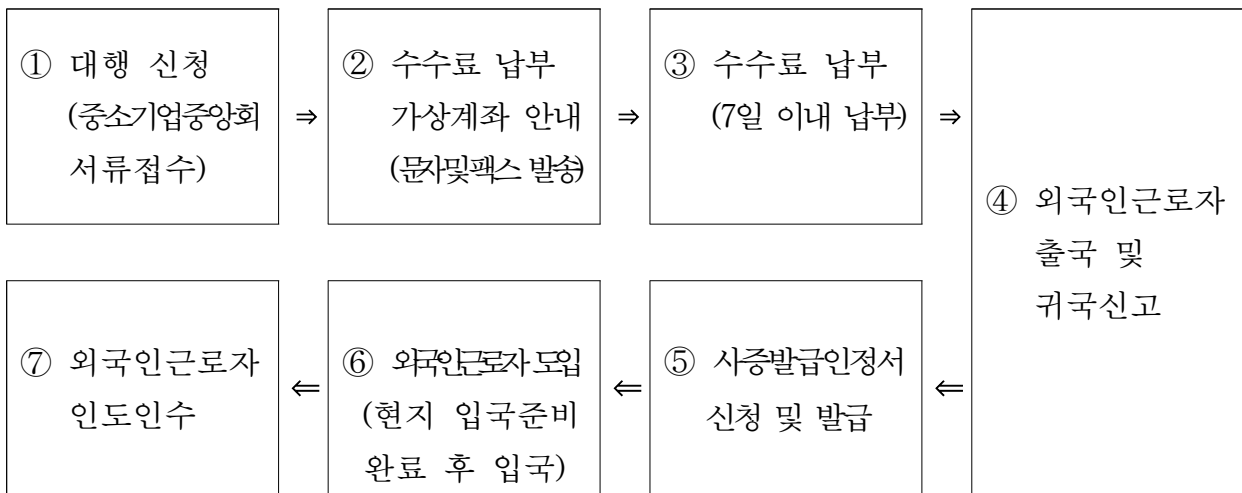 ① 대행 신청
(중소기업중앙회
서류접수)
⇒
② 수수료 납부
가상계좌 안내
(문자및팩스 발송)
⇒
③ 수수료 납부
(7일 이내 납부)
⇒
④ 외국인근로자
출국 및
귀국신고
⇐
⑤ 사증발급인정서
신청 및 발급
⇐
⑥ 외국인근로자 도입
(현지 입국준비
완료 후 입국)
⇐
⑦ 외국인근로자
인도인수